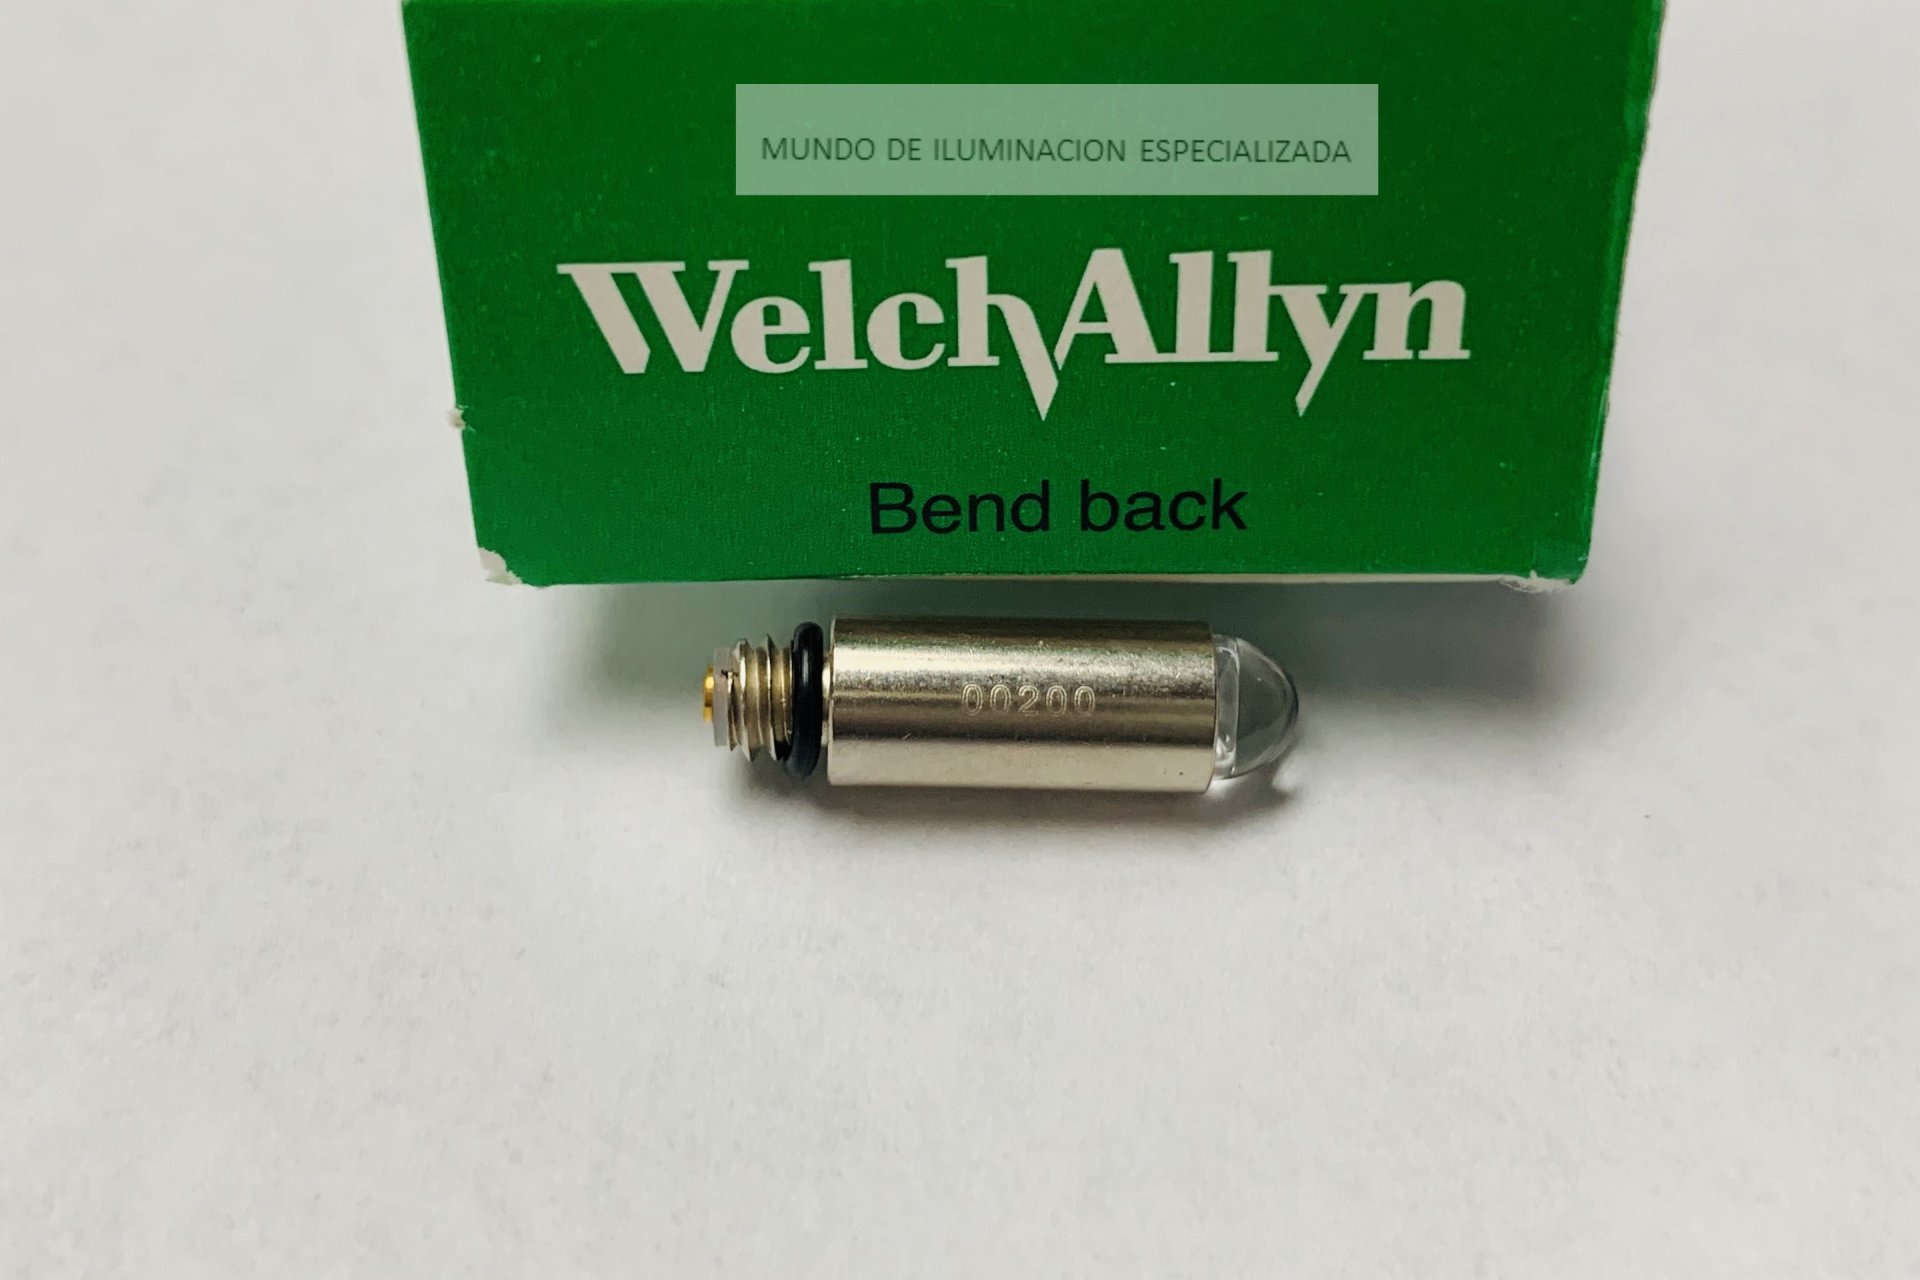 MUNDO DE ILUMINACION ESPECIALIZADA
WelchAllyn
Bend back
00200